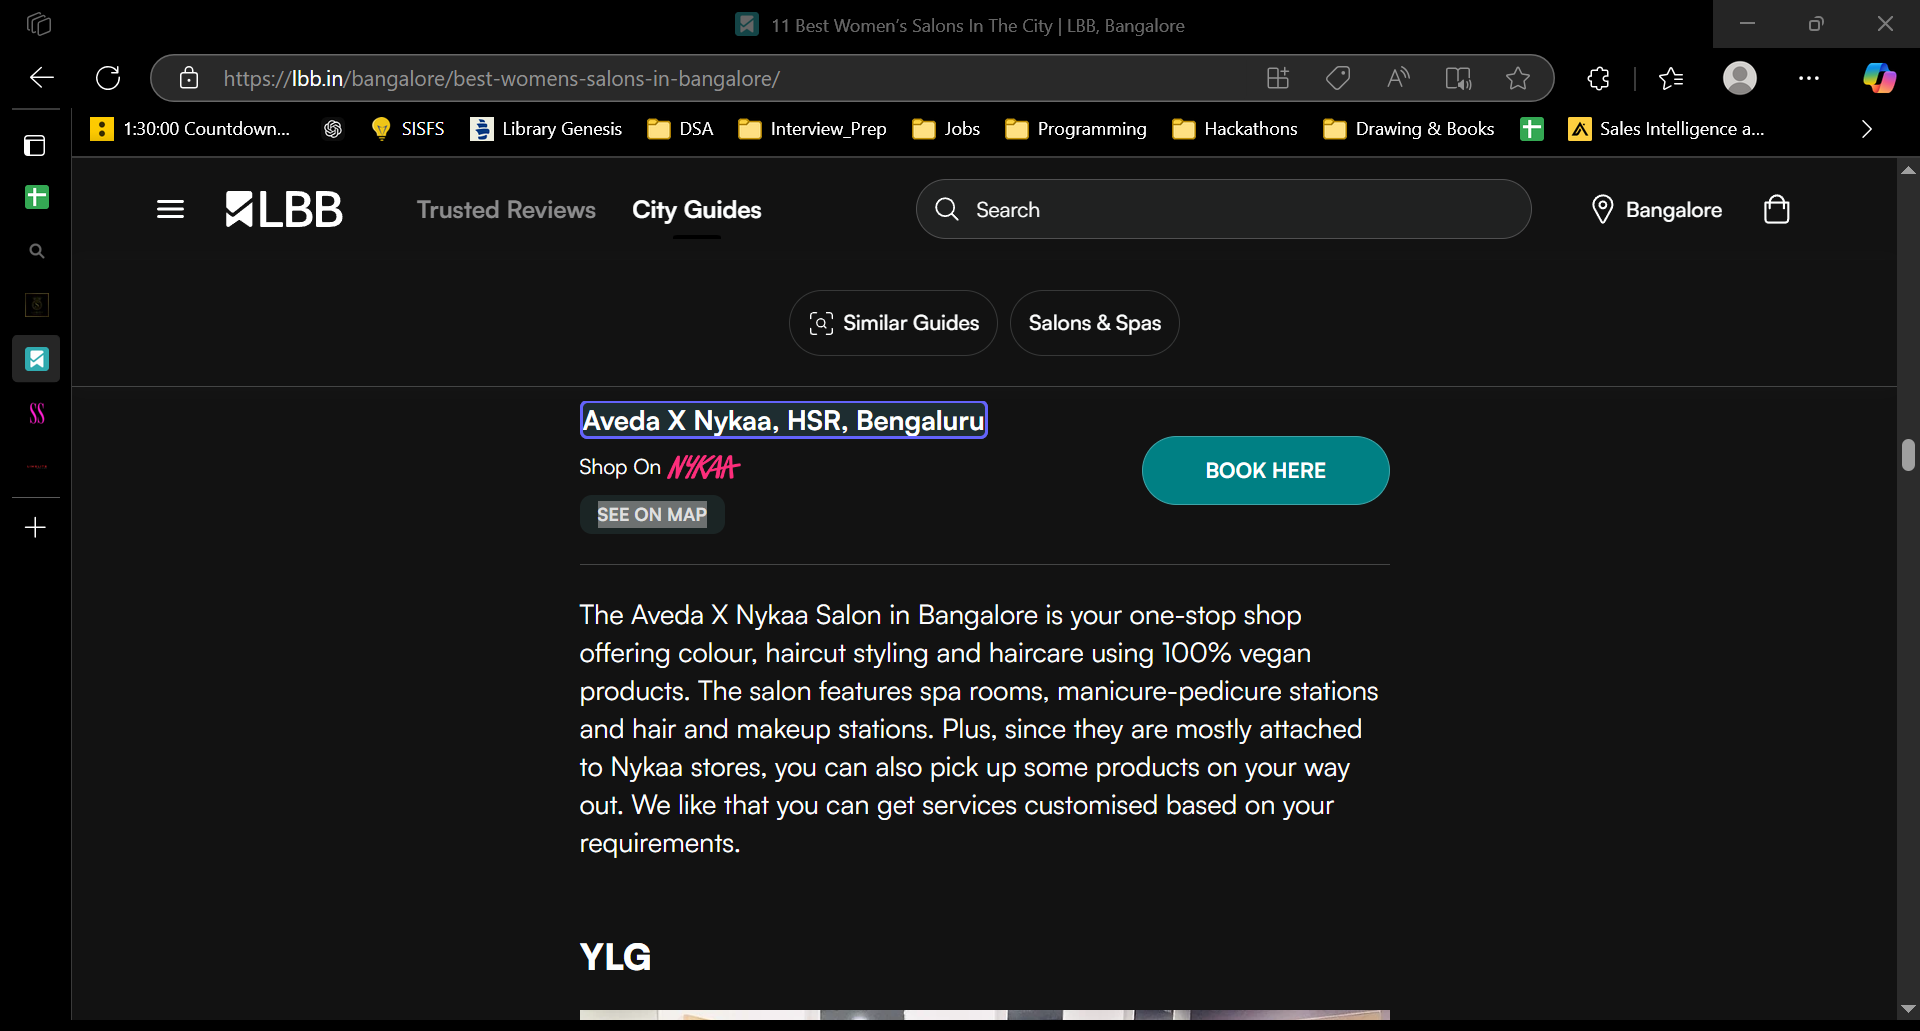 11 Best Women's Salons In The City | LBB, Bangalore
https://lbb.in/bangalore/best-womens-salons-in-bangalore/
1:30:00 Countdown...
SISFS
Library Genesis
DSA
Interview_Prep
Jobs
Programming
Hackathons
Drawing & Books
Sales Intelligence a...
LBB
Trusted Reviews
City Guides
Search
Bangalore
Similar Guides
Salons & Spas
Aveda X Nykaa, HSR, Bengaluru
Shop On NYKAA
SEE ON MAP
BOOK HERE
The Aveda X Nykaa Salon in Bangalore is your one-stop shop
offering colour, haircut styling and haircare using 100% vegan
products. The salon features spa rooms, manicure-pedicure stations
and hair and makeup stations. Plus, since they are mostly attached
to Nykaa stores, you can also pick up some products on your way
out. We like that you can get services customised based on your
requirements.
YLG